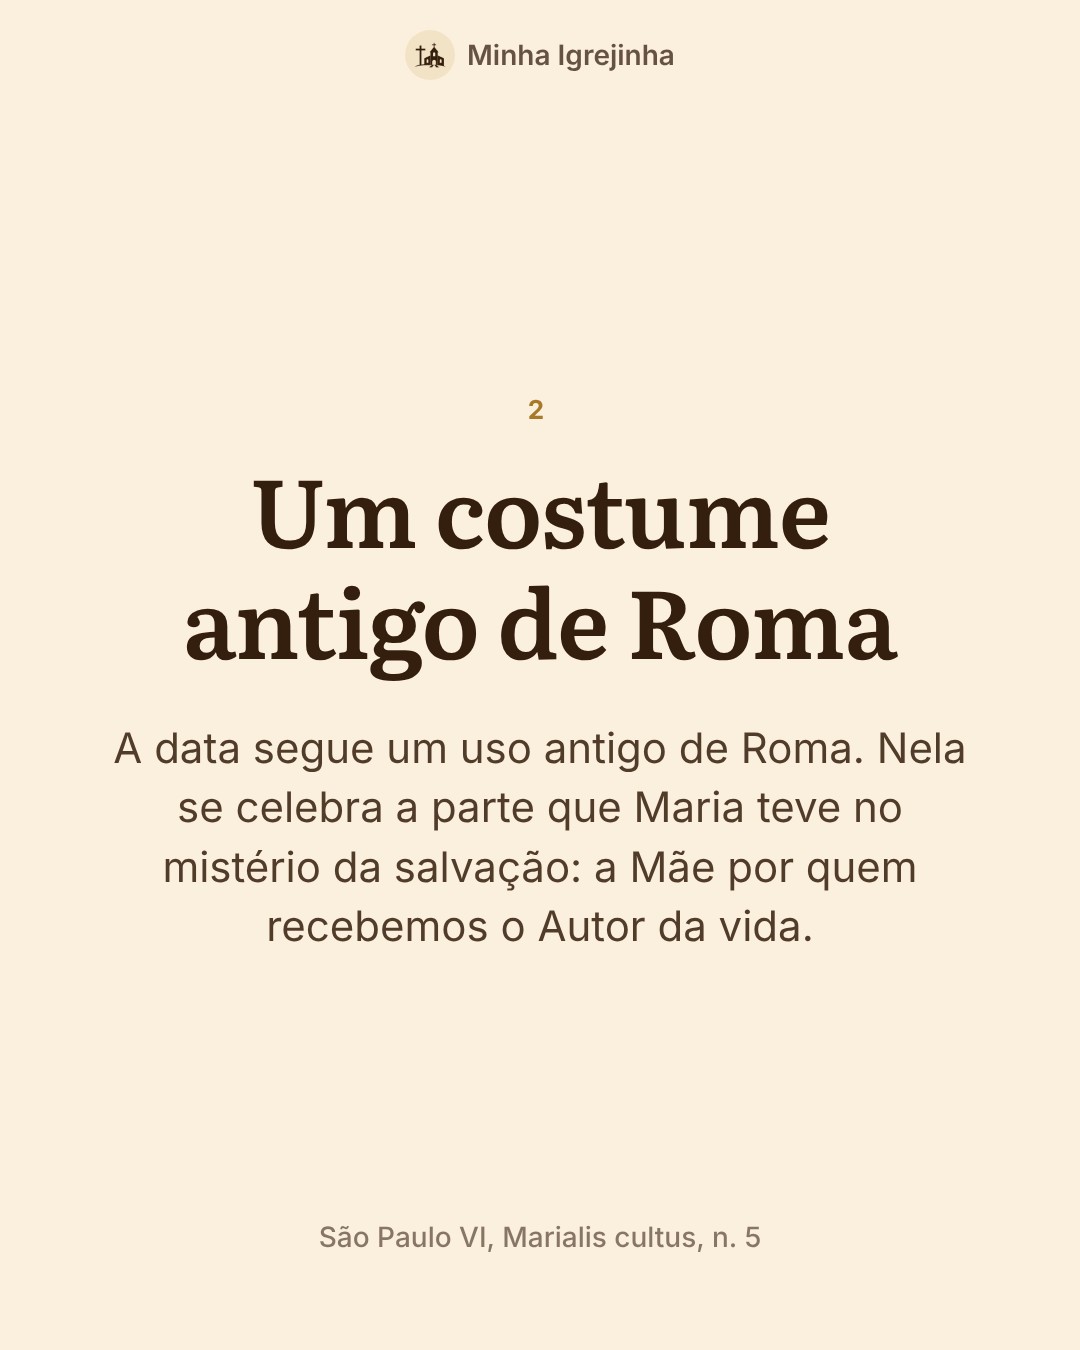 Minha Igrejinha
2
Um costume
antigo de Roma
A data segue um uso antigo de Roma. Nela
se celebra a parte que Maria teve no
mistério da salvação: a Mãe por quem
recebemos o Autor da vida.
São Paulo VI, Marialis cultus, n. 5